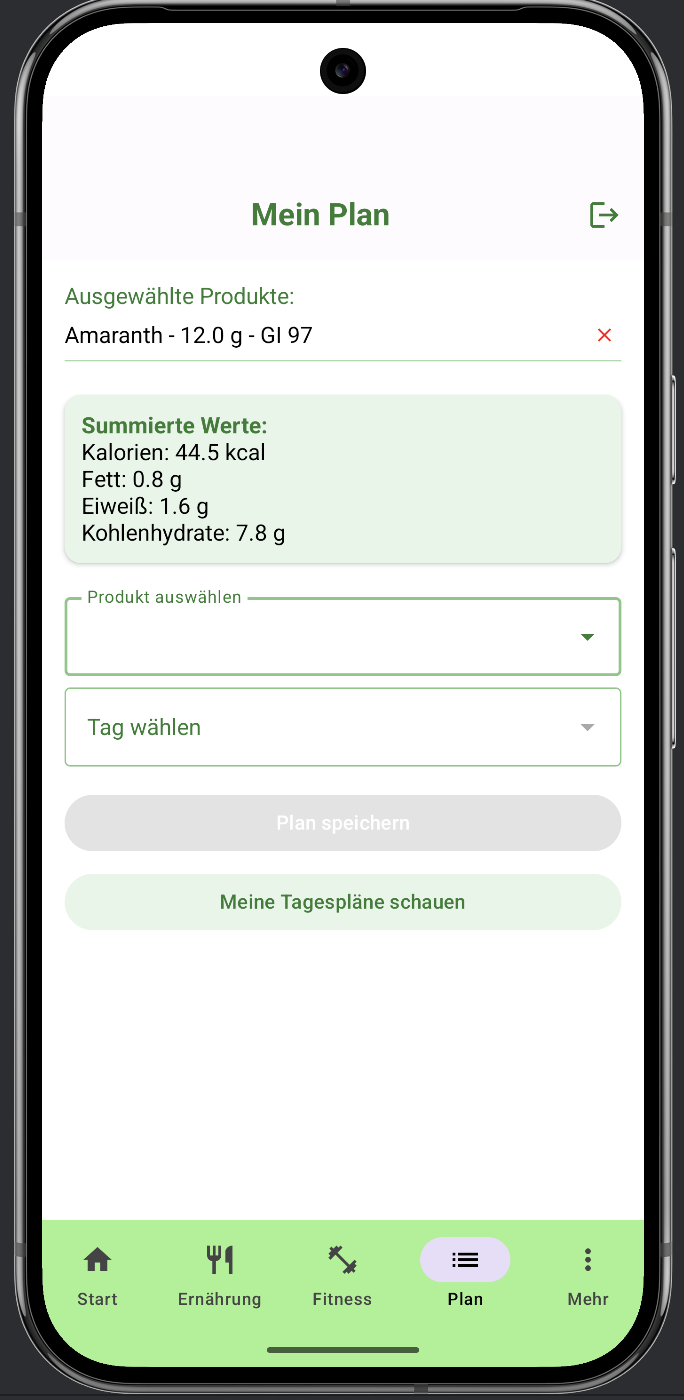 Mein Plan
Ausgewählte Produkte:
Amaranth - 12.0 g - GI 97
Summierte Werte:
Kalorien: 44.5 kcal
Fett: 0.8 g
Eiweiß: 1.6 g
Kohlenhydrate: 7.8 g
Produkt auswählen
Tag wählen
Plan speichern
Meine Tagespläne schauen
Start Ernährung Fitness Plan Mehr